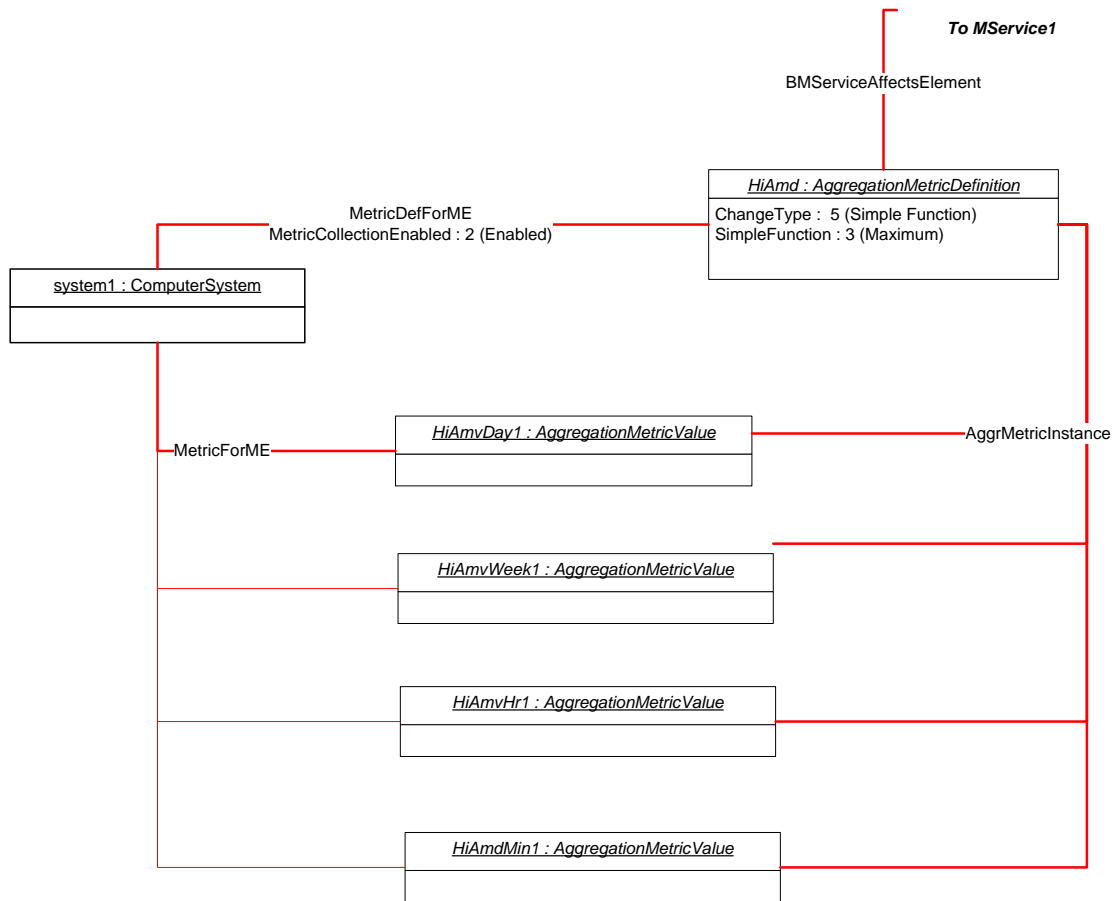 To MService1
BMServiceAffectsElement
HiAmd : AggregationMetricDefinition
ChangeType :  5 (Simple Function)
SimpleFunction : 3 (Maximum)
MetricDefForME
MetricCollectionEnabled : 2 (Enabled)
system1 : ComputerSystem
HiAmvDay1 : AggregationMetricValue
AggrMetricInstance
MetricForME
HiAmvWeek1 : AggregationMetricValue
HiAmvHr1 : AggregationMetricValue
HiAmdMin1 : AggregationMetricValue